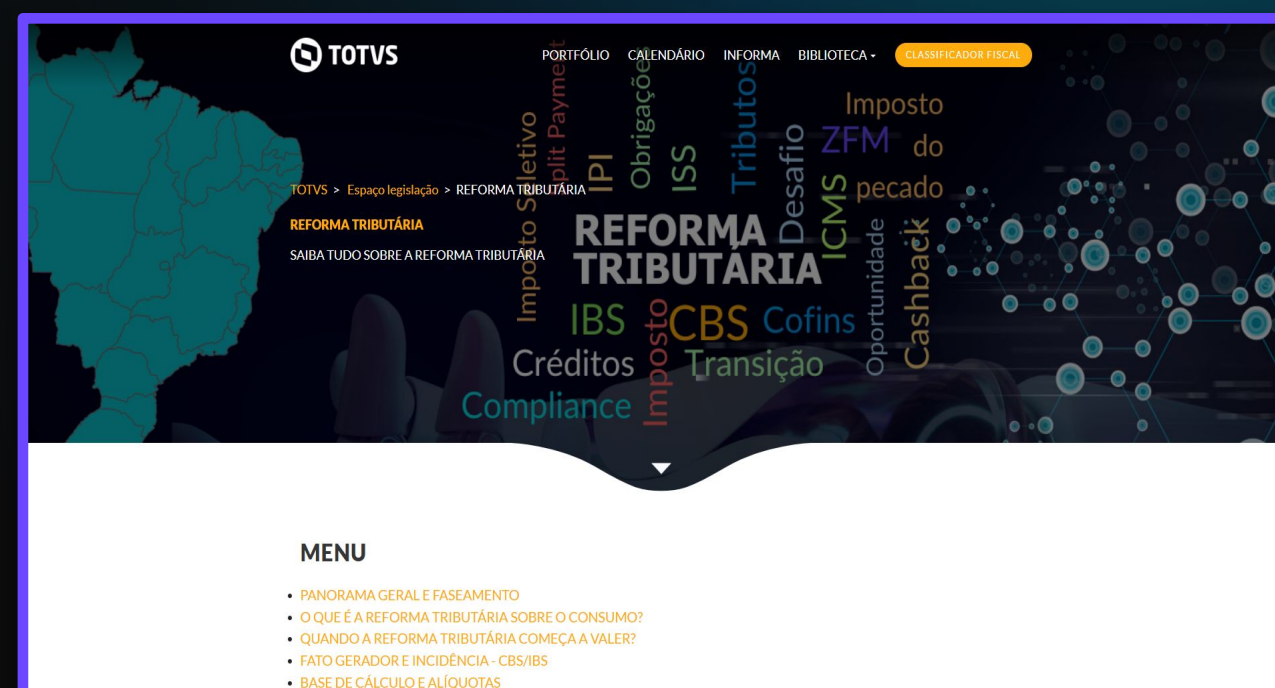 TOTVS
PORTFÓLIO CALENDÁRIO INFORMA BIBLIOTECA CLASSIFICADOR FISCAL
TOTVS > Espaço legislação > REFORMA TRIBUTÁRIA
REFORMA TRIBUTÁRIA
SAIBA TUDO SOBRE A REFORMA TRIBUTÁRIA
Imposto Seletivo
plit Payment
IPI
Obrigações
ISS
Tributos
Desafio
Imposto
ZFM do
ICMS pecado
REFORMA
TRIBUTÁRIA
Oportunidade
Cashback
IBS
Imposto
CBS Cofins
Créditos Transição
Compliance
MENU
• PANORAMA GERAL E FASEAMENTO
• O QUE É A REFORMA TRIBUTÁRIA SOBRE O CONSUMO?
• QUANDO A REFORMA TRIBUTÁRIA COMEÇA A VALER?
• FATO GERADOR E INCIDÊNCIA - CBS/IBS
• BASE DE CÁLCULO E ALÍQUOTAS